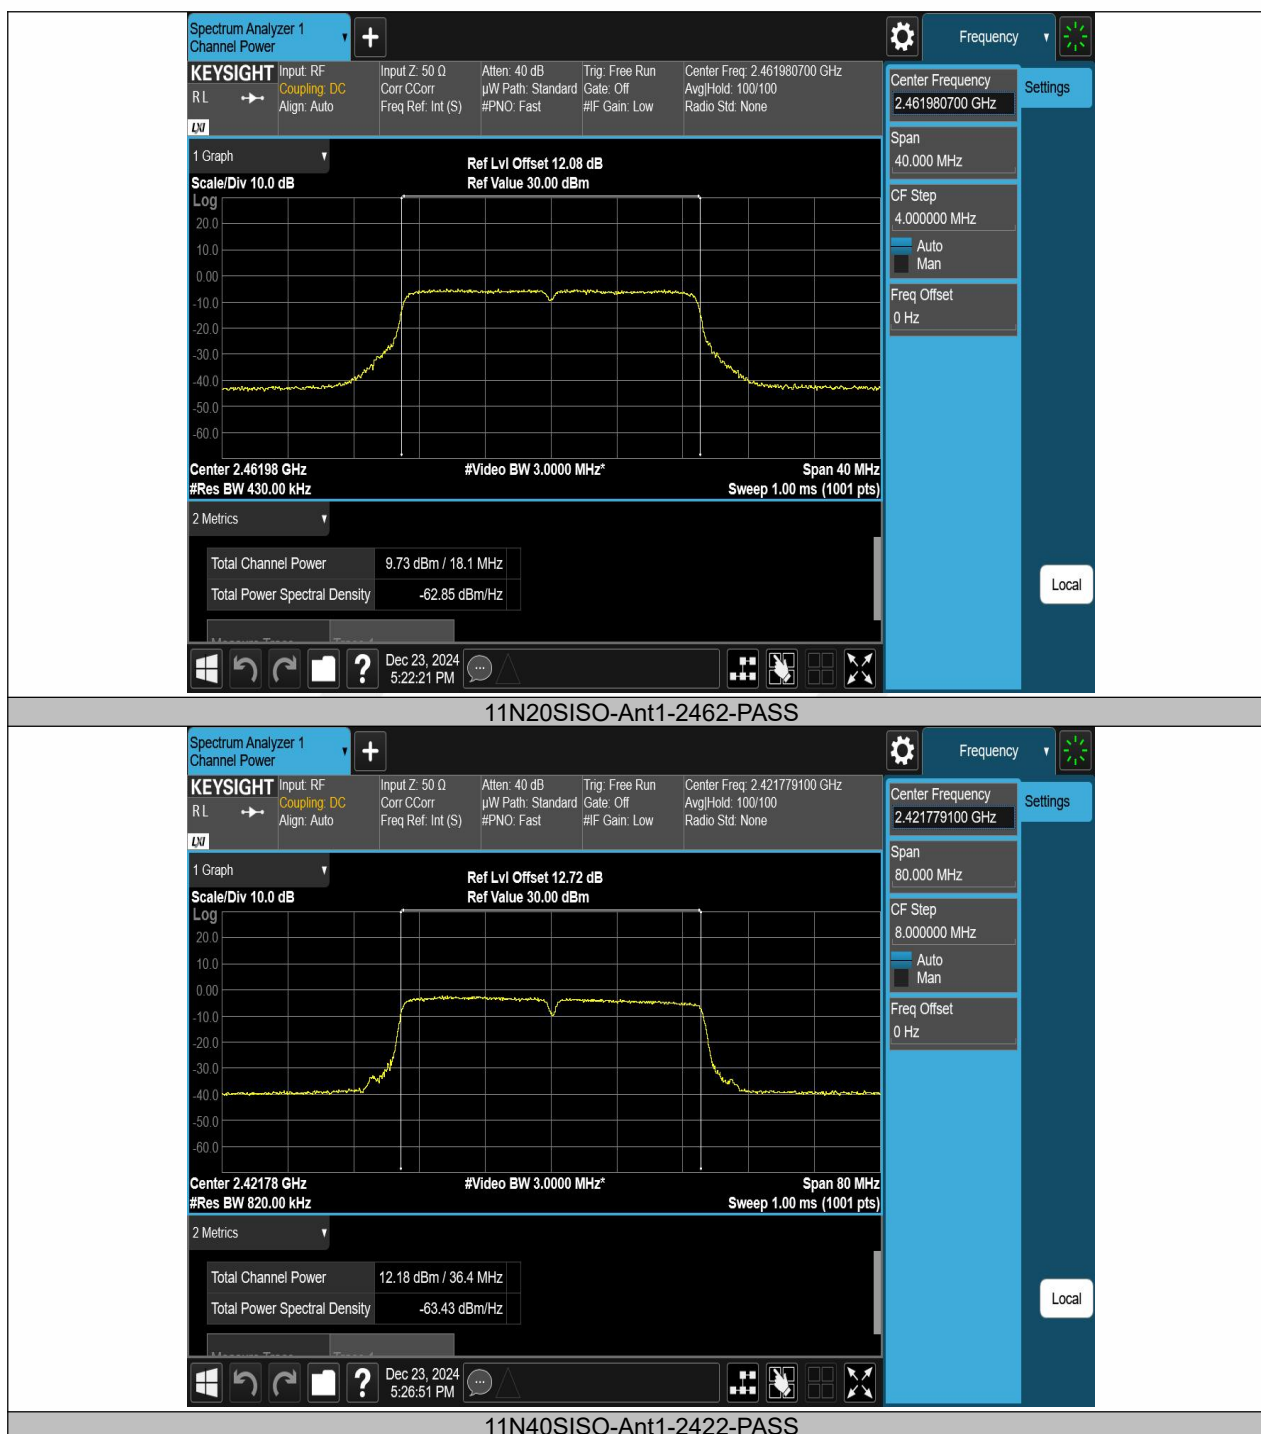 Spectrum Analyzer 1
Channel Power
Frequency
KEYSIGHT
R L
LXI
Input: RF
Coupling: DC
Align: Auto
Input Z: 50 Ω
Corr CCorr
Freq Ref: Int (S)
Atten: 40 dB
µW Path: Standard
#PNO: Fast
Trig: Free Run
Gate: Off
#IF Gain: Low
Center Freq: 2.461980700 GHz
Avg|Hold: 100/100
Radio Std: None
Center Frequency
2.461980700 GHz
Settings
Span
40.000 MHz
CF Step
4.000000 MHz
Auto
Man
Freq Offset
0 Hz
Local
1 Graph
Scale/Div 10.0 dB
Ref Lvl Offset 12.08 dB
Ref Value 30.00 dBm
Log
20.0
10.0
0.00
-10.0
-20.0
-30.0
-40.0
-50.0
-60.0
Center 2.46198 GHz
#Video BW 3.0000 MHz*
Span 40 MHz
#Res BW 430.00 kHz
Sweep 1.00 ms (1001 pts)
2 Metrics
Total Channel Power 9.73 dBm / 18.1 MHz
Total Power Spectral Density -62.85 dBm/Hz
?
Dec 23, 2024
5:22:21 PM
11N20SISO-Ant1-2462-PASS
Spectrum Analyzer 1
Channel Power
Frequency
KEYSIGHT
R L
LXI
Input: RF
Coupling: DC
Align: Auto
Input Z: 50 Ω
Corr CCorr
Freq Ref: Int (S)
Atten: 40 dB
µW Path: Standard
#PNO: Fast
Trig: Free Run
Gate: Off
#IF Gain: Low
Center Freq: 2.421779100 GHz
Avg|Hold: 100/100
Radio Std: None
Center Frequency
2.421779100 GHz
Settings
Span
80.000 MHz
CF Step
8.000000 MHz
Auto
Man
Freq Offset
0 Hz
Local
1 Graph
Scale/Div 10.0 dB
Ref Lvl Offset 12.72 dB
Ref Value 30.00 dBm
Log
20.0
10.0
0.00
-10.0
-20.0
-30.0
-40.0
-50.0
-60.0
Center 2.42178 GHz
#Video BW 3.0000 MHz*
Span 80 MHz
#Res BW 820.00 kHz
Sweep 1.00 ms (1001 pts)
2 Metrics
Total Channel Power 12.18 dBm / 36.4 MHz
Total Power Spectral Density -63.43 dBm/Hz
?
Dec 23, 2024
5:26:51 PM
11N40SISO-Ant1-2422-PASS